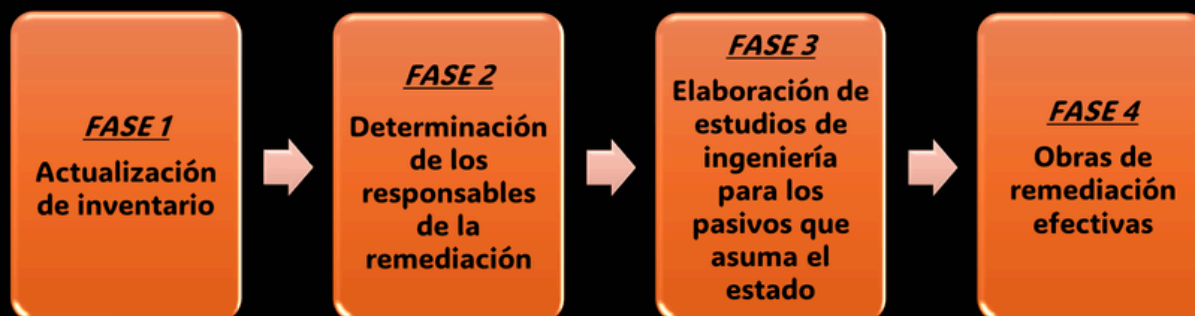 FASE 1
Actualización
de inventario
FASE 2
Determinación
de los
responsables
de la
remediación
FASE 3
Elaboración de
estudios de
ingeniería
para los
pasivos que
asuma el
estado
FASE 4
Obras de
remediación
efectivas